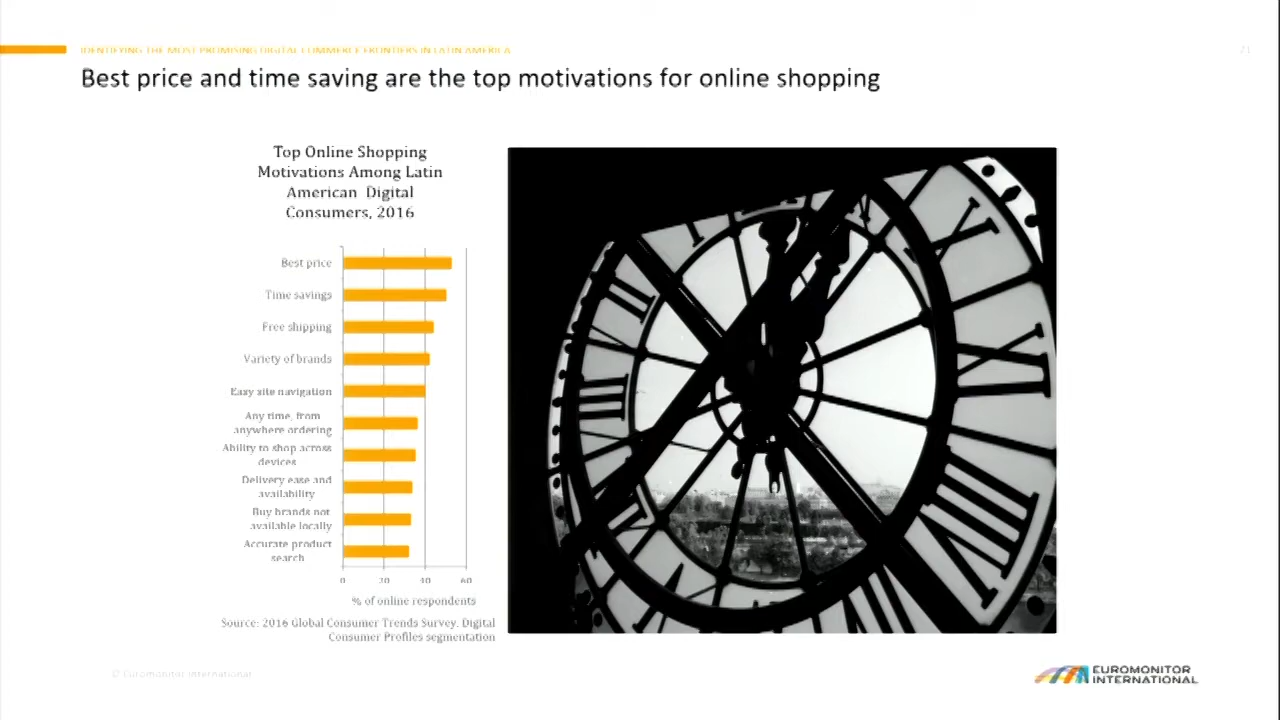 IDENTIFYING THE MOST PROMISING DIGITAL COMMERCE FRONTIERS IN LATIN AMERICA
21
Best price and time saving are the top motivations for online shopping
Top Online Shopping
Motivations Among Latin
American Digital
Consumers, 2016
Best price
Time savings
Free shipping
Variety of brands
Easy site navigation
Any time, from
anywhere ordering
Ability to shop across
devices
Delivery ease and
availability
Buy brands not
available locally
Accurate product
search
0 20 40 60
% of online respondents
Source: 2016 Global Consumer Trends Survey, Digital
Consumer Profiles segmentation
© Euromonitor International
EUROMONITOR
INTERNATIONAL